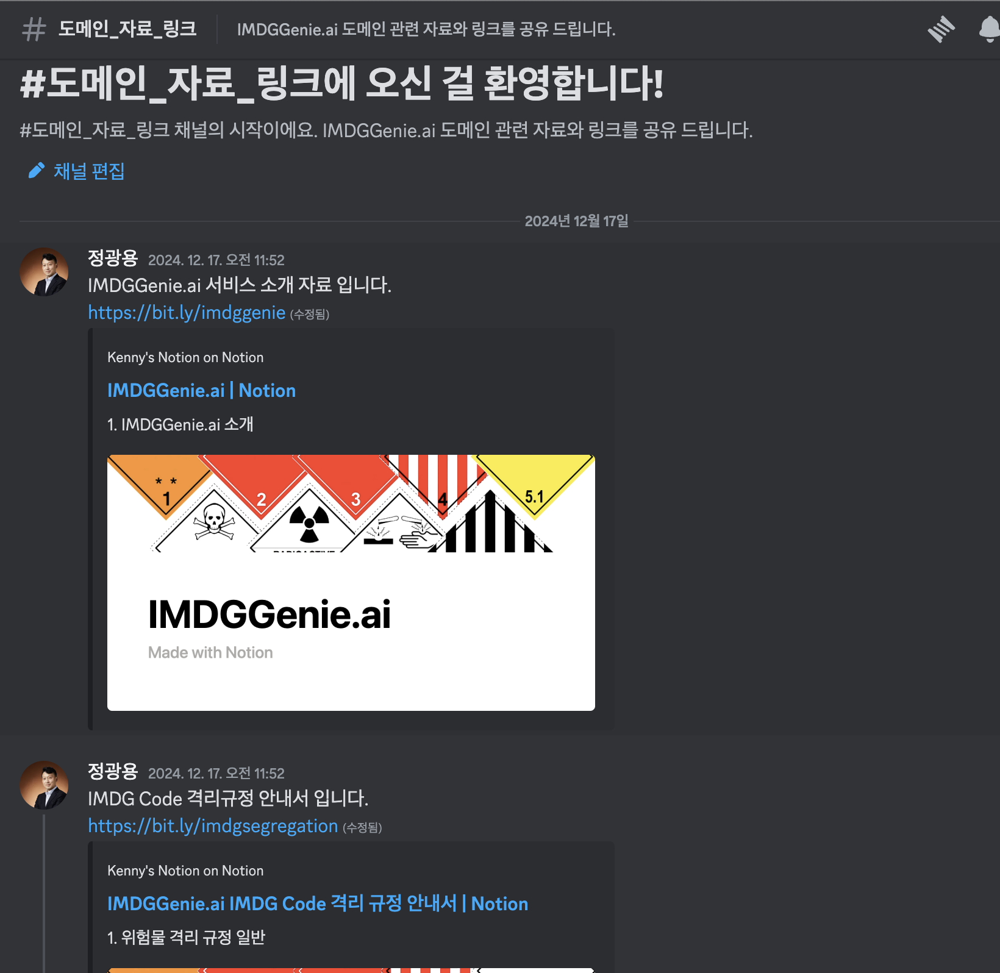 # 도메인_자료_링크 IMDGGenie.ai 도메인 관련 자료와 링크를 공유 드립니다.
#도메인_자료_링크에 오신 걸 환영합니다!
#도메인_자료_링크 채널의 시작이에요. IMDGGenie.ai 도메인 관련 자료와 링크를 공유 드립니다.
채널 편집
2024년 12월 17일
정광용 2024. 12. 17. 오전 11:52
IMDGGenie.ai 서비스 소개 자료 입니다.
https://bit.ly/imdggenie (수정됨)
Kenny's Notion on Notion
IMDGGenie.ai | Notion
1. IMDGGenie.ai 소개
* *
1
2
3
4
5.1
RADIOACTIVE
IMDGGenie.ai
Made with Notion
정광용 2024. 12. 17. 오전 11:52
IMDG Code 격리규정 안내서 입니다.
https://bit.ly/imdgsegregation (수정됨)
Kenny's Notion on Notion
IMDGGenie.ai IMDG Code 격리 규정 안내서 | Notion
1. 위험물 격리 규정 일반